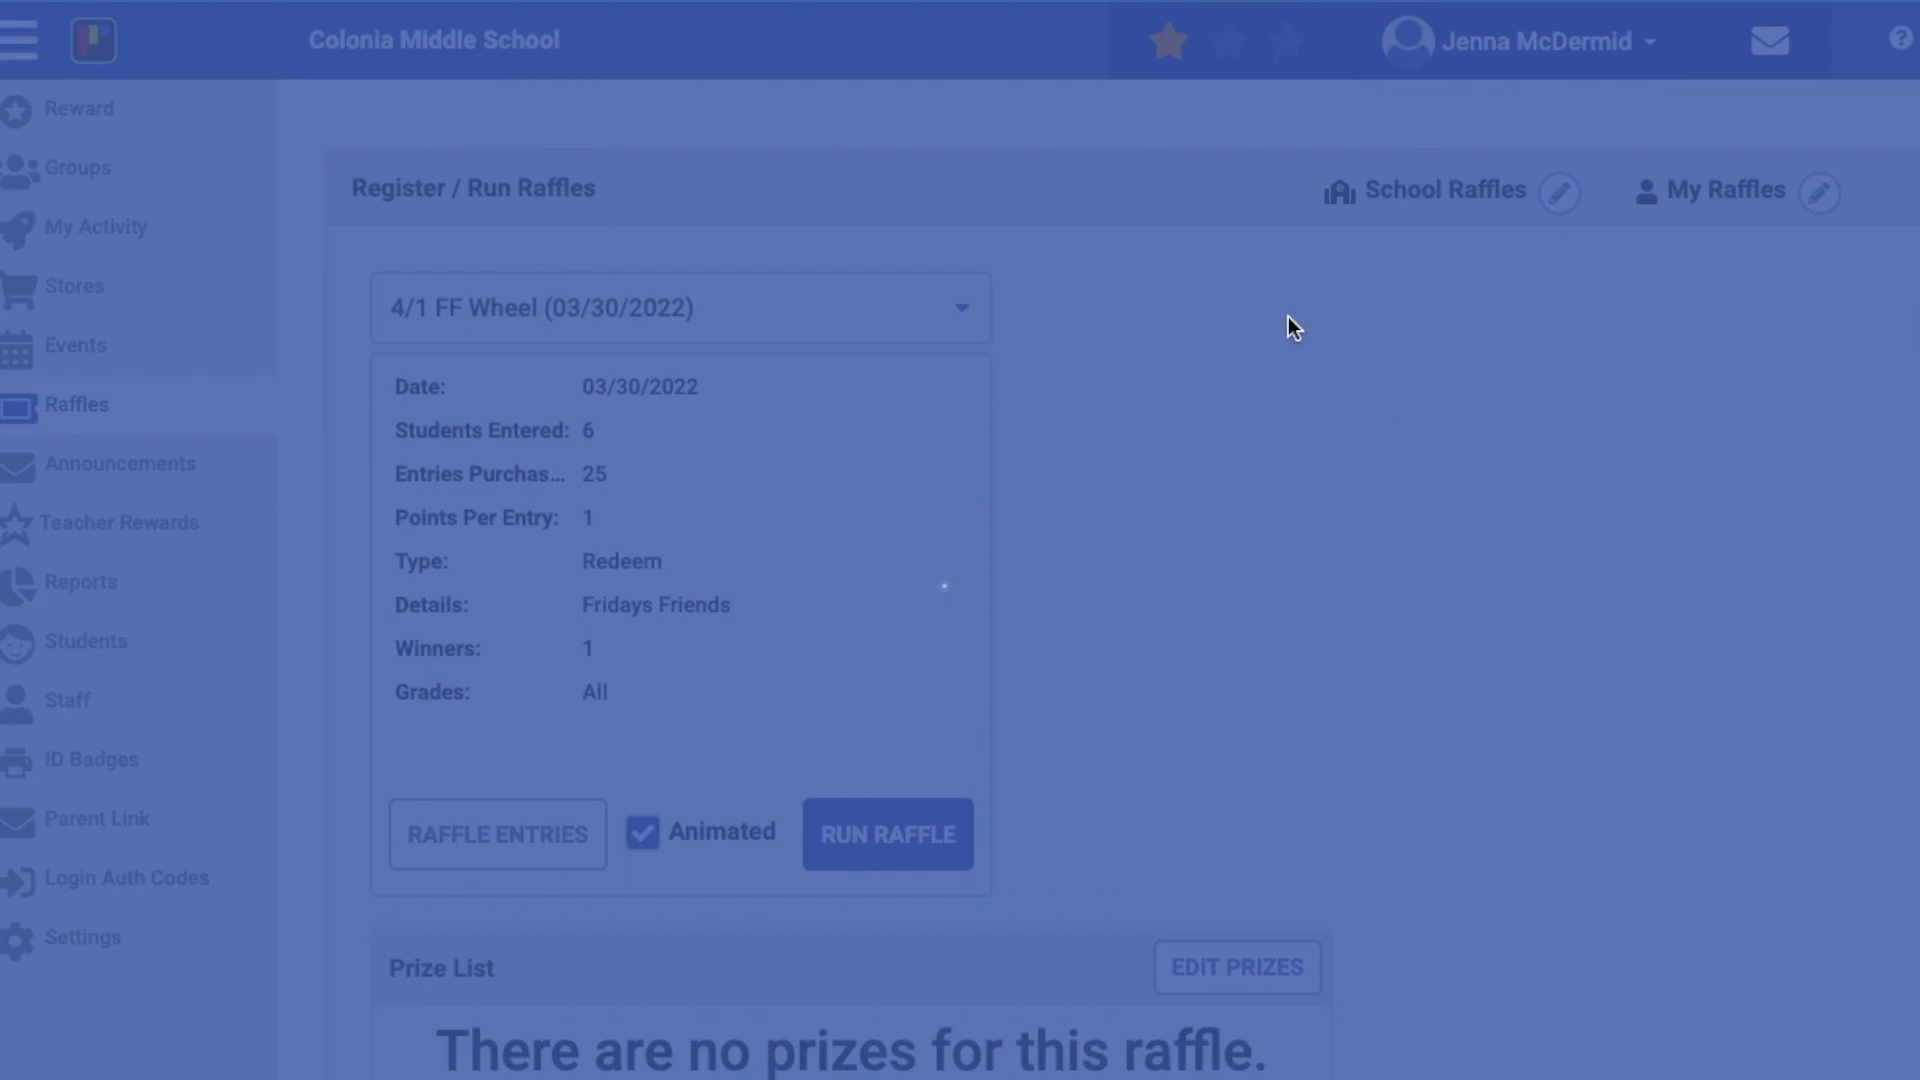 Colonia Middle School
Jenna McDermid
?
Reward
Groups
My Activity
Stores
Events
Raffles
Announcements
Teacher Rewards
Reports
Students
Staff
ID Badges
Parent Link
Login Auth Codes
Settings
Register / Run Raffles
School Raffles
My Raffles
4/1 FF Wheel (03/30/2022)
Date: 03/30/2022
Students Entered: 6
Entries Purchas... 25
Points Per Entry: 1
Type: Redeem
Details: Fridays Friends
Winners: 1
Grades: All
RAFFLE ENTRIES Animated RUN RAFFLE
Prize List
EDIT PRIZES
There are no prizes for this raffle.